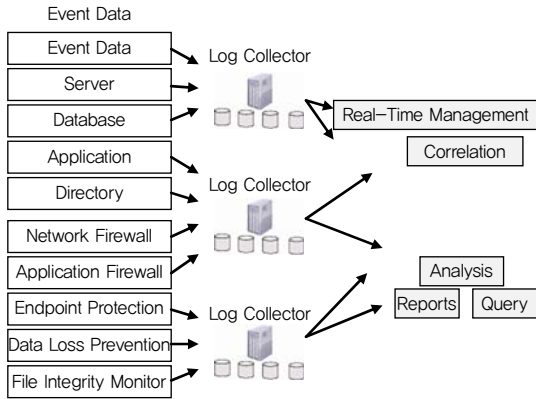 Event Data
Event Data
Server
Database
Application
Directory
Network Firewall
Application Firewall
Endpoint Protection
Data Loss Prevention
File Integrity Monitor
Log Collector
Log Collector
Log Collector
Real-Time Management
Correlation
Analysis
Reports
Query